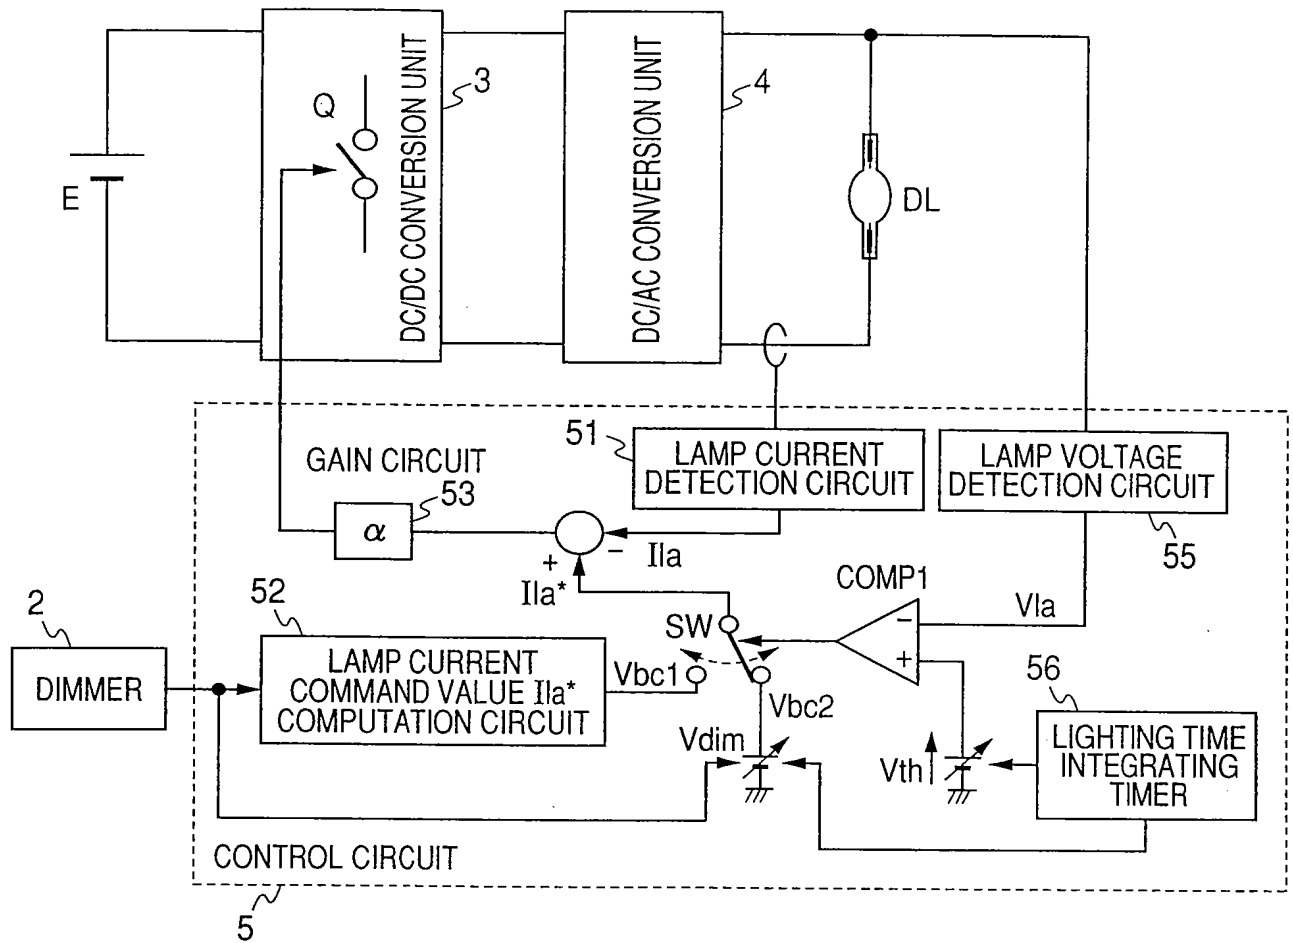 Q
DC/DC CONVERSION UNIT
3
DC/AC CONVERSION UNIT
4
E
DL
51
LAMP CURRENT
DETECTION CIRCUIT
LAMP VOLTAGE
DETECTION CIRCUIT
55
GAIN CIRCUIT
53
α
+
−
Ila
Ila*
COMP1
Vla
−
+
SW
2
DIMMER
52
LAMP CURRENT
COMMAND VALUE Ila*
COMPUTATION CIRCUIT
Vbc1
Vbc2
Vdim
Vth
56
LIGHTING TIME
INTEGRATING
TIMER
CONTROL CIRCUIT
5